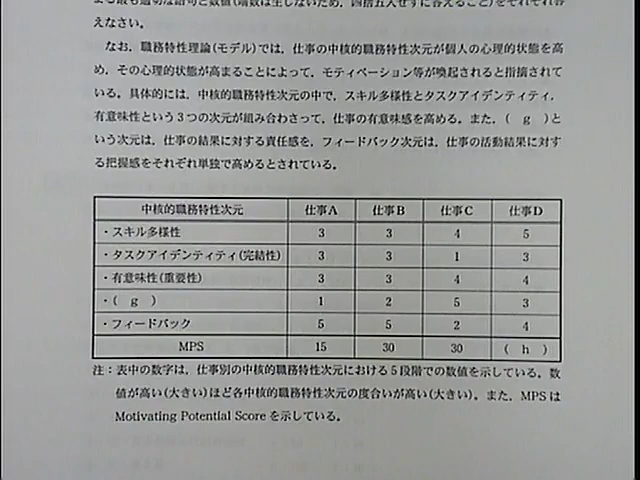 まる最も適切な語句と数値(端数は生じないため，四捨五入せずに答えること)をそれぞれ答
えなさい。
なお，職務特性理論(モデル)では，仕事の中核的職務特性次元が個人の心理的状態を高
め，その心理的状態が高まることによって，モティベーション等が喚起されると指摘されて
いる。具体的には，中核的職務特性次元の中で，スキル多様性とタスクアイデンティティ，
有意味性という3つの次元が組み合わさって，仕事の有意味感を高める。また，( g )と
いう次元は，仕事の結果に対する責任感を，フィードバック次元は，仕事の活動結果に対す
る把握感をそれぞれ単独で高めるとされている。
中核的職務特性次元 仕事A 仕事B 仕事C 仕事D
・スキル多様性 3 3 4 5
・タスクアイデンティティ(完結性) 3 3 1 3
・有意味性(重要性) 3 3 4 4
・( g ) 1 2 5 3
・フィードバック 5 5 2 4
MPS 15 30 30 ( h )
注：表中の数字は，仕事別の中核的職務特性次元における5段階での数値を示している。数
値が高い(大きい)ほど各中核的職務特性次元の度合いが高い(大きい)。また，MPSは
Motivating Potential Scoreを示している。